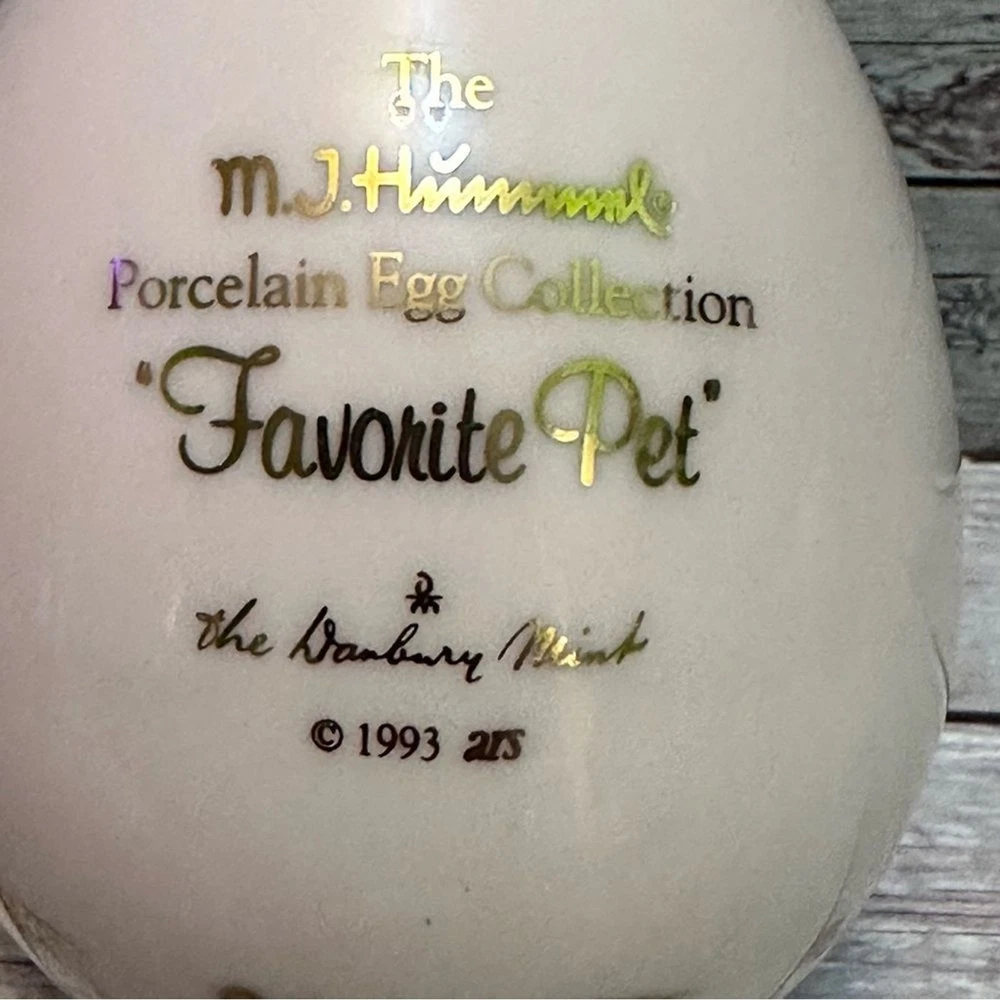 The
M.J.Hummel ®
Porcelain Egg Collection
"Favorite Pet"
the Danbury Mint
© 1993 ars